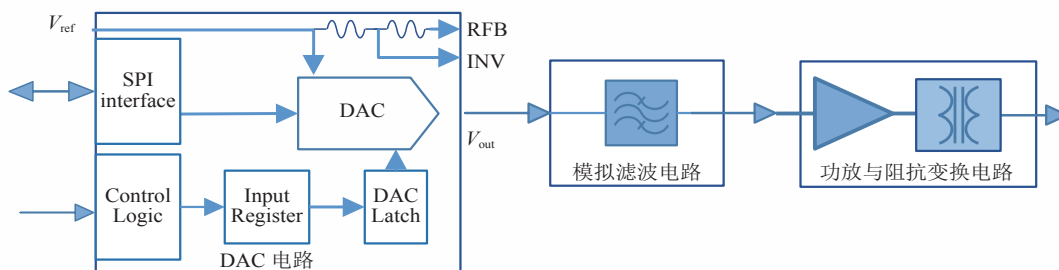 Vref
RFB
INV
SPI
interface
DAC
Vout
Control
Logic
Input
Register
DAC
Latch
DAC 电路
模拟滤波电路
功放与阻抗变换电路